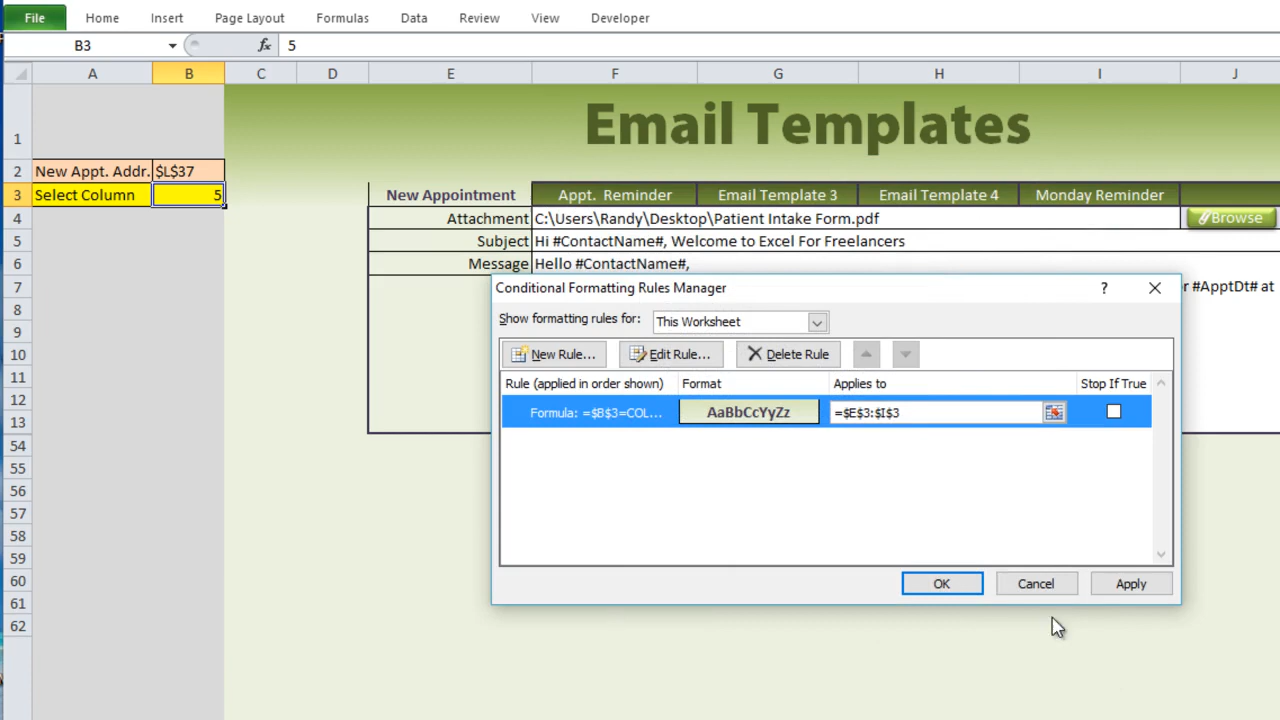 File Home Insert Page Layout Formulas Data Review View Developer
B3 fx 5
A B C D E F G H I J
1 Email Templates
2 New Appt. Addr. $L$37
3 Select Column 5 New Appointment Appt. Reminder Email Template 3 Email Template 4 Monday Reminder
4 Attachment C:\Users\Randy\Desktop\Patient Intake Form.pdf Browse
5 Subject Hi #ContactName#, Welcome to Excel For Freelancers
6 Message Hello #ContactName#,
7 #ApptDt# at
8
9
10
11
12
13
54
55
56
57
58
59
60
61
62
Conditional Formatting Rules Manager ?
Show formatting rules for: This Worksheet
New Rule... Edit Rule... Delete Rule
Rule (applied in order shown) Format Applies to Stop If True
Formula: =$B$3=COL... AaBbCcYyZz =$E$3:$I$3
OK Cancel Apply